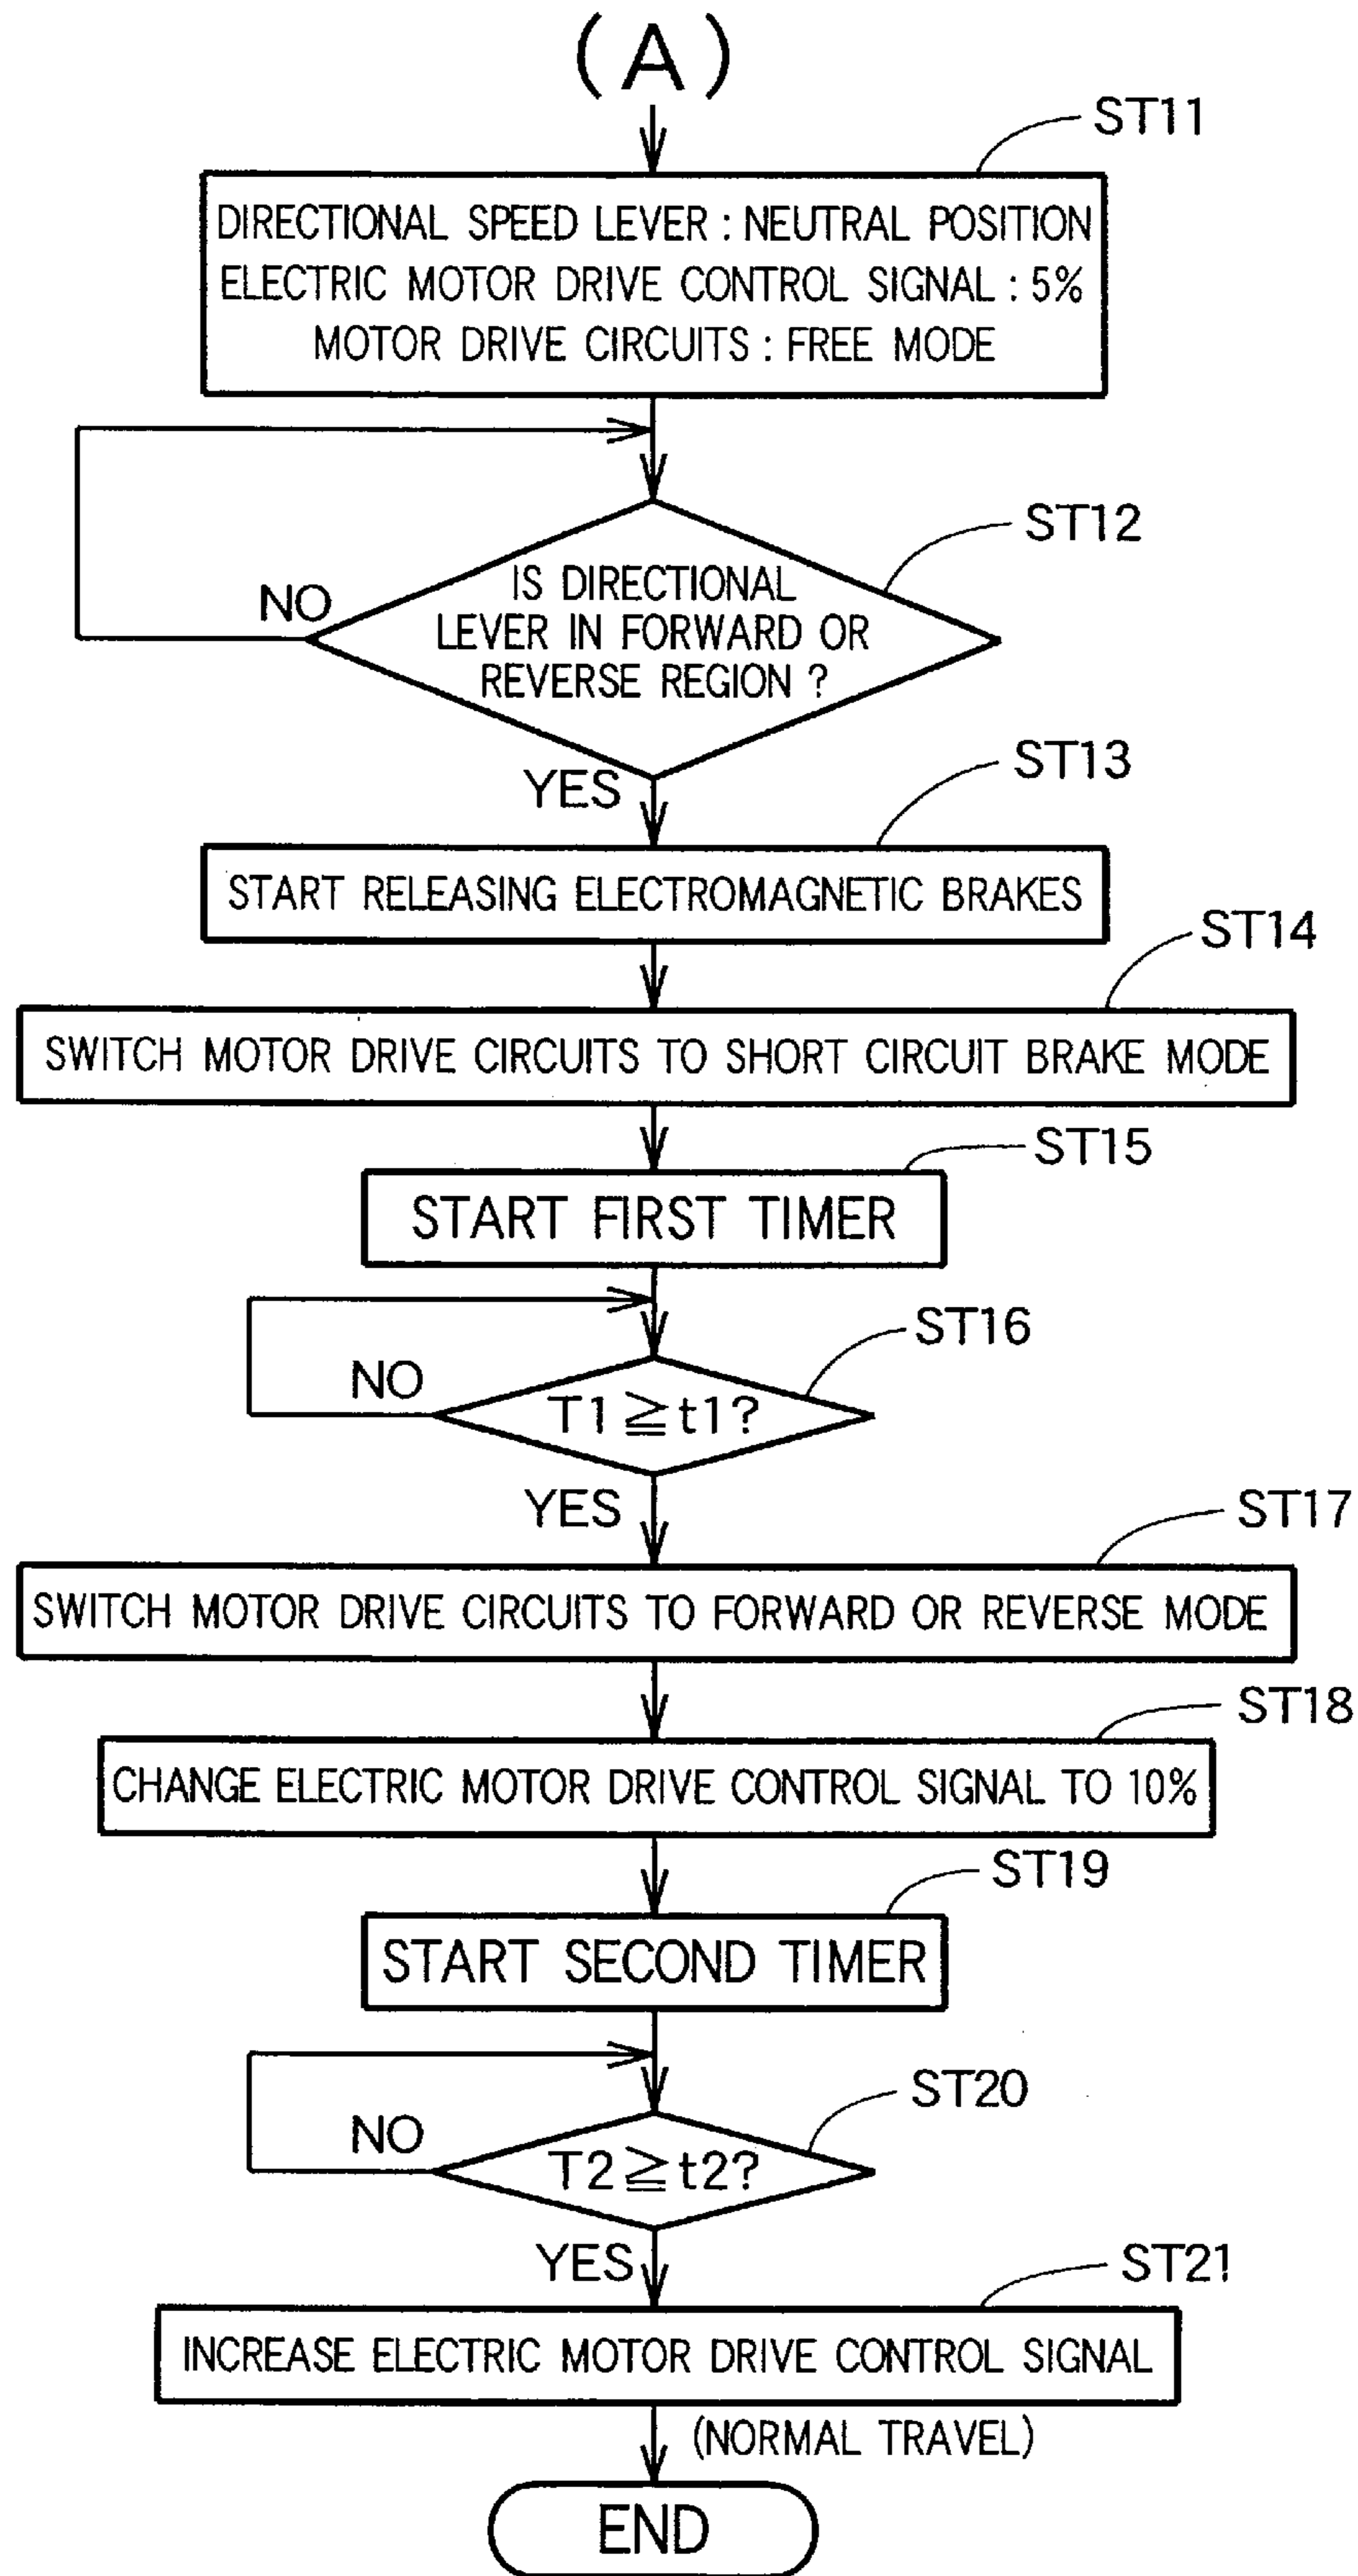 (A)
ST11
DIRECTIONAL SPEED LEVER : NEUTRAL POSITION
ELECTRIC MOTOR DRIVE CONTROL SIGNAL : 5%
MOTOR DRIVE CIRCUITS : FREE MODE
ST12
NO
IS DIRECTIONAL
LEVER IN FORWARD OR
REVERSE REGION ?
YES
ST13
START RELEASING ELECTROMAGNETIC BRAKES
ST14
SWITCH MOTOR DRIVE CIRCUITS TO SHORT CIRCUIT BRAKE MODE
ST15
START FIRST TIMER
ST16
NO
T1 ≧ t1?
YES
ST17
SWITCH MOTOR DRIVE CIRCUITS TO FORWARD OR REVERSE MODE
ST18
CHANGE ELECTRIC MOTOR DRIVE CONTROL SIGNAL TO 10%
ST19
START SECOND TIMER
ST20
NO
T2 ≧ t2?
YES
ST21
INCREASE ELECTRIC MOTOR DRIVE CONTROL SIGNAL
(NORMAL TRAVEL)
END